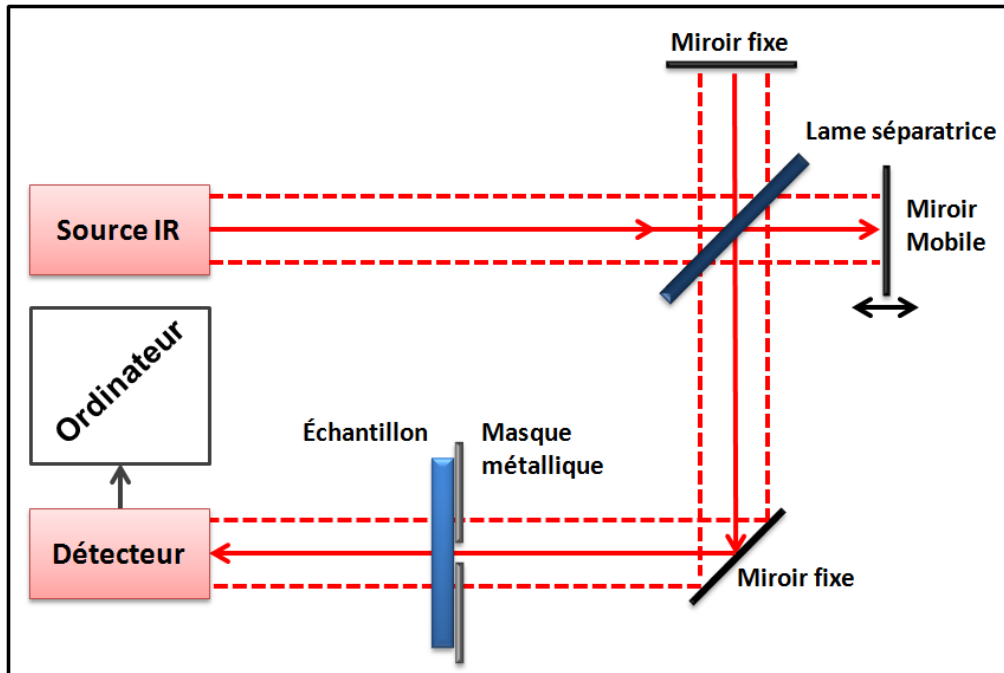 Miroir fixe
Lame séparatrice
Source IR
Miroir
Mobile
Ordinateur
Échantillon
Masque
métallique
Détecteur
Miroir fixe